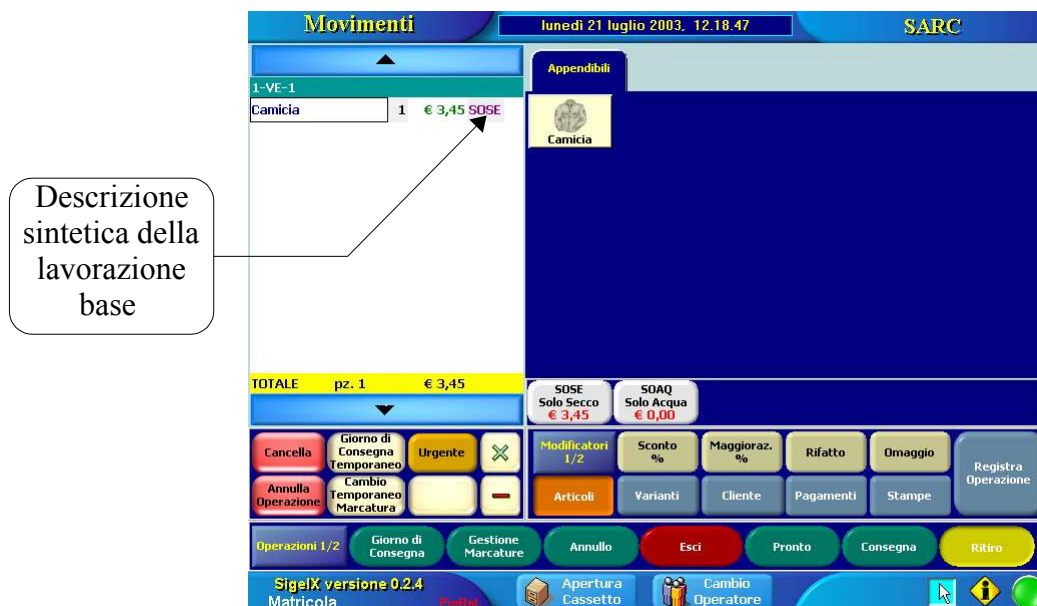 Movimenti
lunedì 21 luglio 2003, 12.18.47
SARC
Appendibili
1-VE-1
Camicia 1 € 3,45 SOSE
Camicia
Descrizione
sintetica della
lavorazione
base
TOTALE pz. 1 € 3,45
SOSE
Solo Secco
€ 3,45
SOAQ
Solo Acqua
€ 0,00
Cancella
Giorno di
Consegna
Temporaneo
Urgente
Modificatori
1/2
Sconto
%
Maggioraz.
%
Rifatto
Omaggio
Registra
Operazione
Annulla
Operazione
Cambio
Temporaneo
Marcatura
Articoli
Varianti
Cliente
Pagamenti
Stampe
Operazioni 1/2
Giorno di
Consegna
Gestione
Marcature
Annullo
Esci
Pronto
Consegna
Ritiro
SigelX versione 0.2.4
Matricola
PreRel
Apertura
Cassetto
Cambio
Operatore